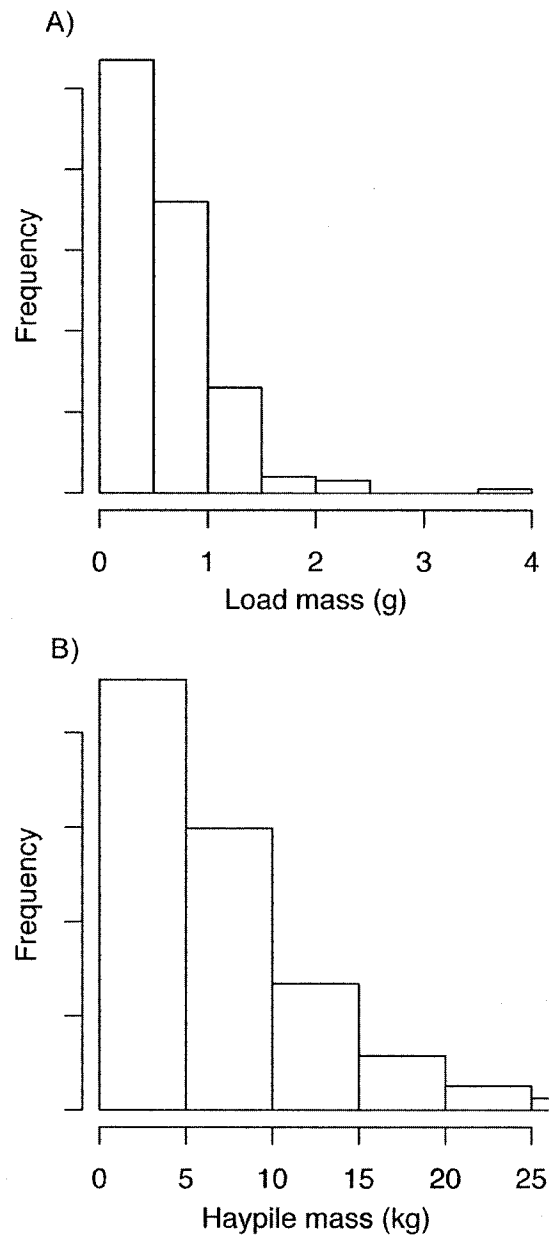 A)
Frequency
0 1 2 3 4
Load mass (g)
B)
Frequency
0 5 10 15 20 25
Haypile mass (kg)